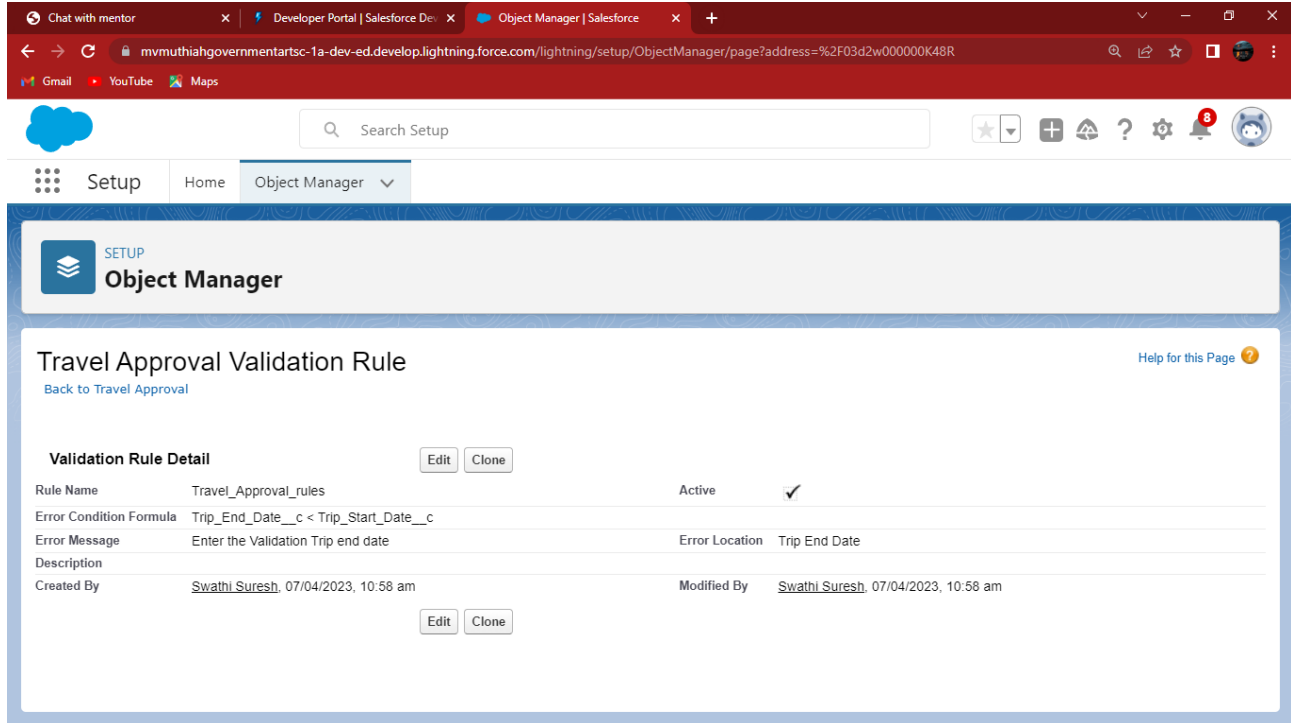 Chat with mentor
Developer Portal | Salesforce Dev
Object Manager | Salesforce
mvmuthiahgovernmentartsc-1a-dev-ed.develop.lightning.force.com/lightning/setup/ObjectManager/page?address=%2F03d2w000000K48R
Gmail YouTube Maps
Search Setup
8
Setup Home Object Manager
SETUP
Object Manager
Travel Approval Validation Rule
Help for this Page ?
Back to Travel Approval
Validation Rule Detail Edit Clone
Rule Name Travel_Approval_rules Active
Error Condition Formula Trip_End_Date__c < Trip_Start_Date__c
Error Message Enter the Validation Trip end date Error Location Trip End Date
Description
Created By Swathi Suresh, 07/04/2023, 10:58 am Modified By Swathi Suresh, 07/04/2023, 10:58 am
Edit Clone